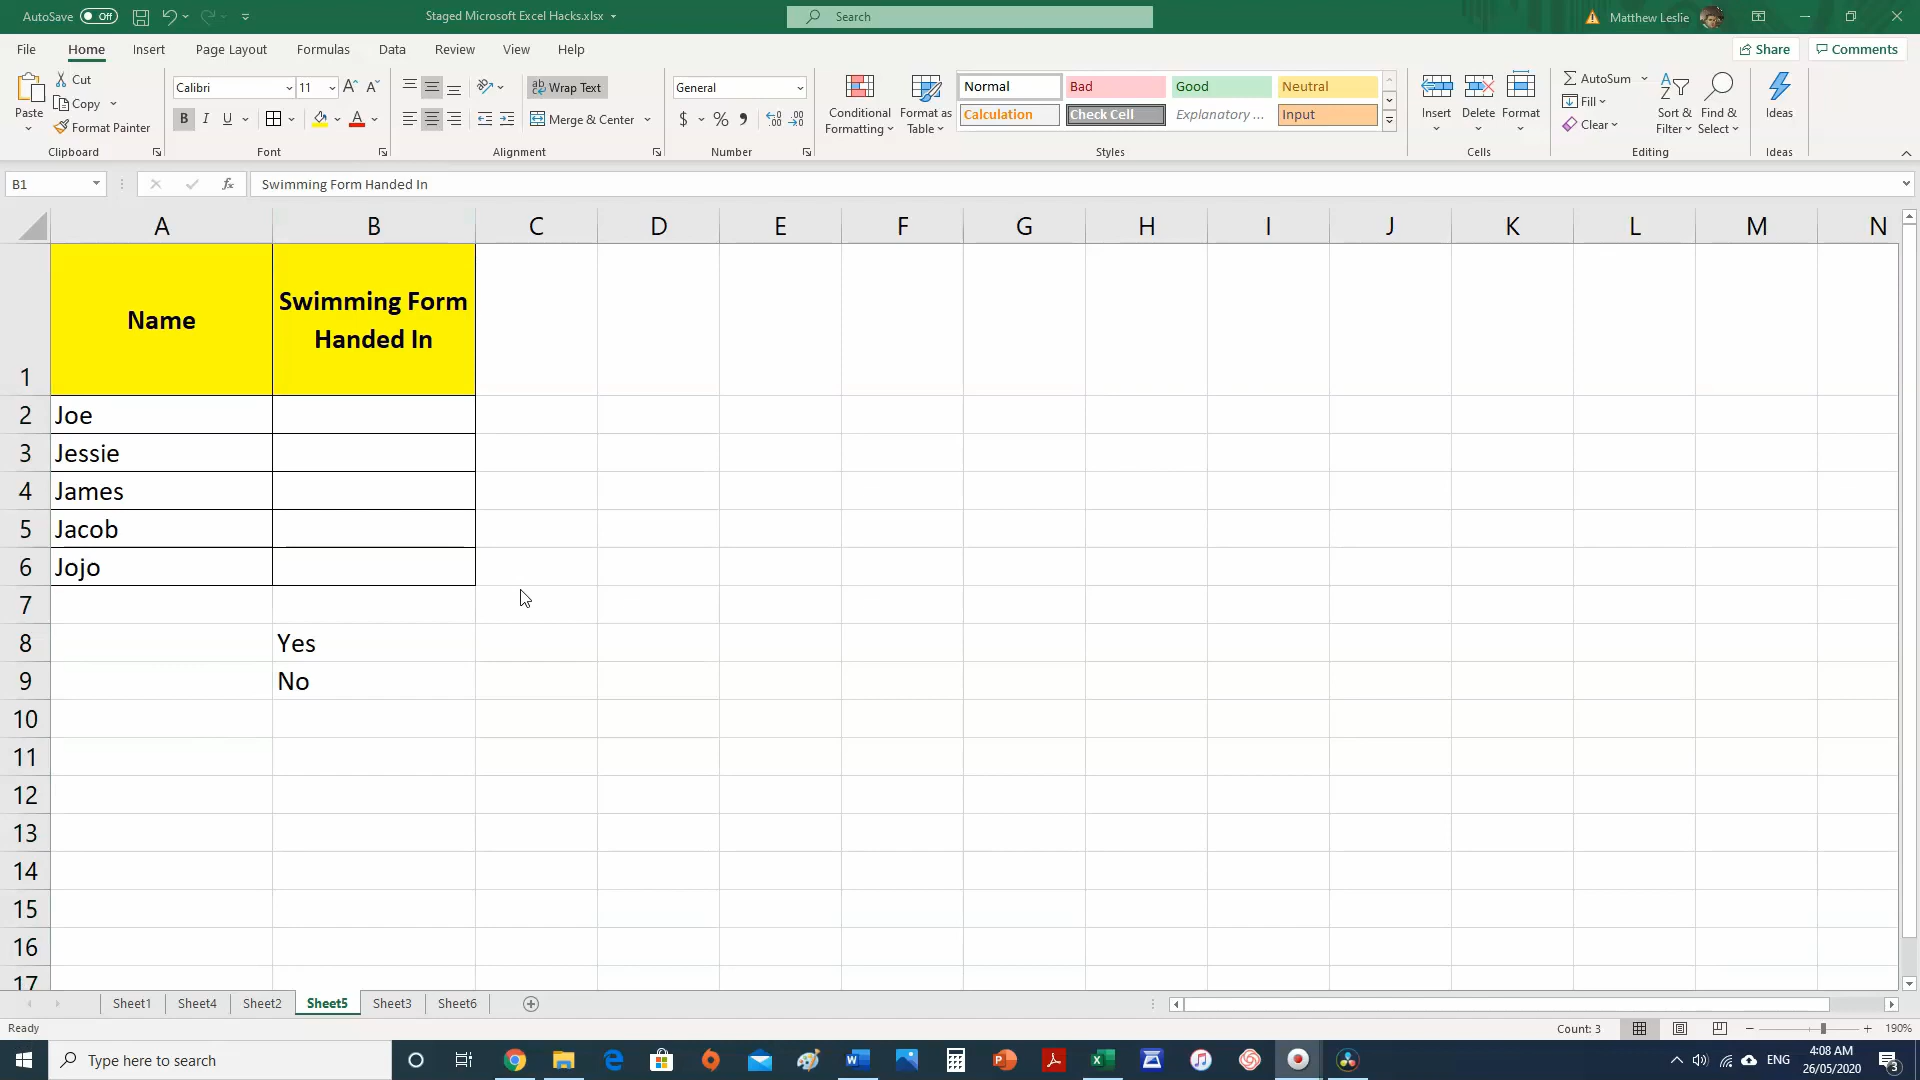 AutoSave Off Staged Microsoft Excel Hacks.xlsx Search Matthew Leslie
File Home Insert Page Layout Formulas Data Review View Help Share Comments
Paste
Cut
Copy
Format Painter
Clipboard
Calibri 11
B I U
Font
Wrap Text
Merge & Center
Alignment
General
$ %
Number
Conditional
Formatting
Format as
Table
Normal Bad Good Neutral
Calculation Check Cell Explanatory ... Input
Styles
Insert Delete Format
Cells
AutoSum
Fill
Clear
Sort &
Filter
Find &
Select
Editing
Ideas
Ideas
B1 fx Swimming Form Handed In
A B C D E F G H I J K L M N
1 Name Swimming Form
Handed In
2 Joe
3 Jessie
4 James
5 Jacob
6 Jojo
7
8 Yes
9 No
10
11
12
13
14
15
16
17
Sheet1 Sheet4 Sheet2 Sheet5 Sheet3 Sheet6
Ready Count: 3 190%
Type here to search ENG 4:08 AM
26/05/2020 3